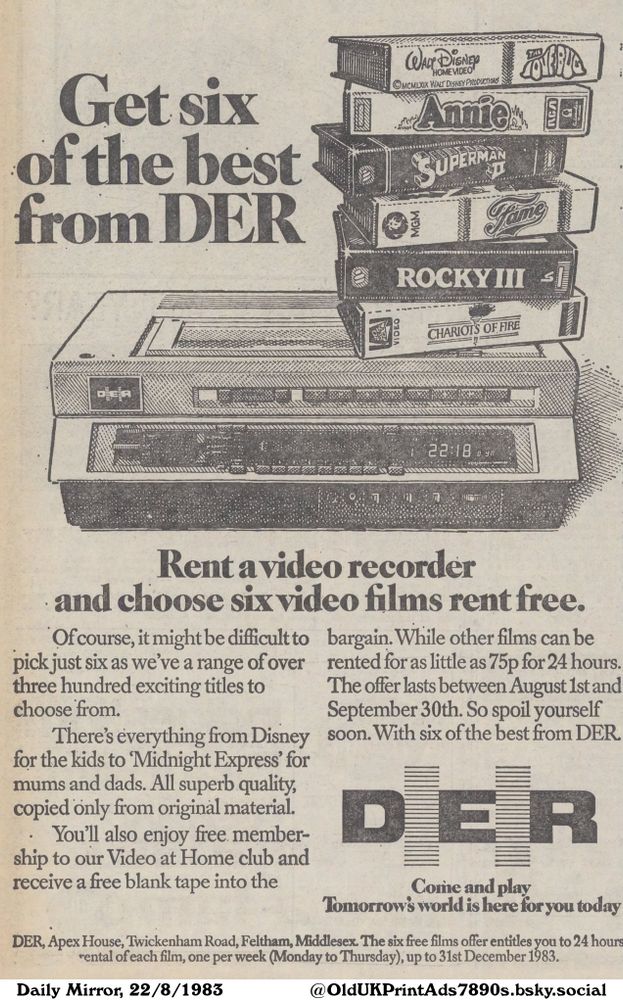 Get six
of the best
from DER
WALT DISNEY
HOME VIDEO
THE
LOVE BUG
©MCMLXIX WALT DISNEY PRODUCTIONS
Annie
RCA
SUPERMAN
II
MGM
Fame
ROCKY III
VIDEO
CHARIOTS OF FIRE
DER
22:18
Rent a video recorder
and choose six video films rent free.
Of course, it might be difficult to
pick just six as we've a range of over
three hundred exciting titles to
choose from.
There's everything from Disney
for the kids to 'Midnight Express' for
mums and dads. All superb quality,
copied only from original material.
You'll also enjoy free member-
ship to our Video at Home club and
receive a free blank tape into the
bargain. While other films can be
rented for as little as 75p for 24 hours.
The offer lasts between August 1st and
September 30th. So spoil yourself
soon. With six of the best from DER.
DER
Come and play
Tomorrow's world is here for you today
DER, Apex House, Twickenham Road, Feltham, Middlesex. The six free films offer entitles you to 24 hours
rental of each film, one per week (Monday to Thursday), up to 31st December 1983.
Daily Mirror, 22/8/1983
@OldUKPrintAds7890s.bsky.social